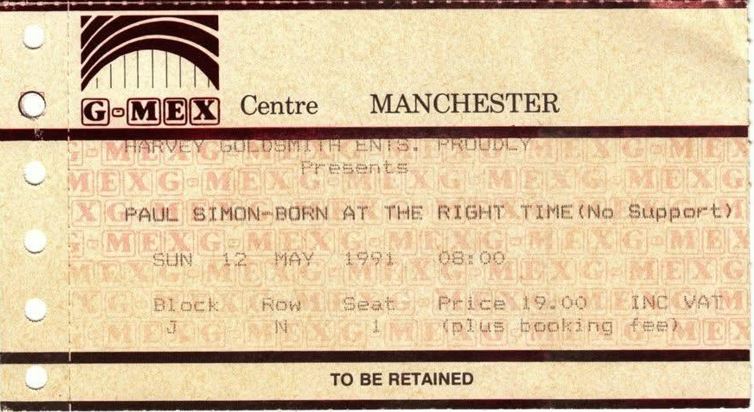 G-MEX Centre MANCHESTER
HARVEY GOLDSMITH ENTS. PROUDLY
Presents
PAUL SIMON-BORN AT THE RIGHT TIME(No Support)
SUN 12 MAY 1991 08:00
Block Row Seat Price 19.00 INC VAT
J N 1 (plus booking fee)
TO BE RETAINED